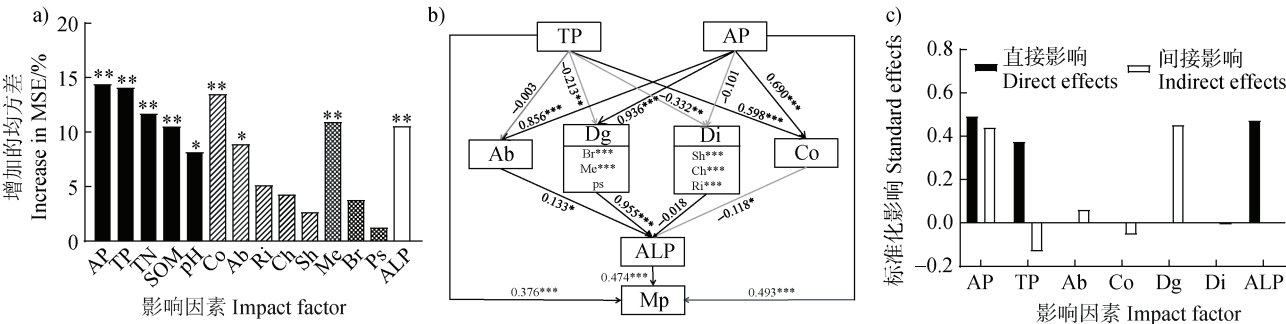 a)
增加的均方差
Increase in MSE/%
20
15
10
5
0
**
**
**
**
*
**
*
**
**
AP
TP
TN
SOM
pH
Co
Ab
Ri
Ch
Sh
Me
Br
Ps
ALP
影响因素 Impact factor
b)
TP
AP
−0.003
−0.213**
−0.332**
0.598***
0.856***
0.936***
−0.101
0.690***
Ab
Dg
Br***
Me***
ps
Di
Sh***
Ch***
Ri***
Co
0.133*
0.955***
−0.018
−0.118*
ALP
0.474***
0.376***
0.493***
Mp
c)
标准化影响 Standard effecfs
0.8
0.6
0.4
0.2
0.0
−0.2
直接影响
Direct effects
间接影响
Indirect effects
AP
TP
Ab
Co
Dg
Di
ALP
影响因素 Impact factor